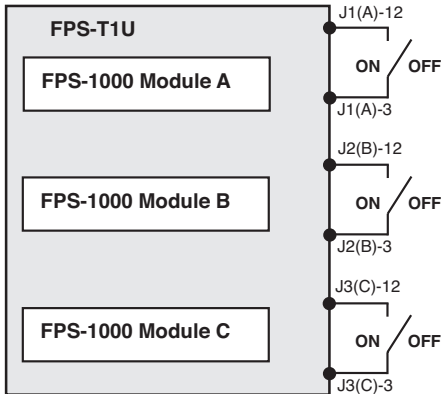 FPS-T1U
J1(A)-12
ON OFF
FPS-1000 Module A
J1(A)-3
J2(B)-12
FPS-1000 Module B
ON OFF
J2(B)-3
J3(C)-12
FPS-1000 Module C
ON OFF
J3(C)-3